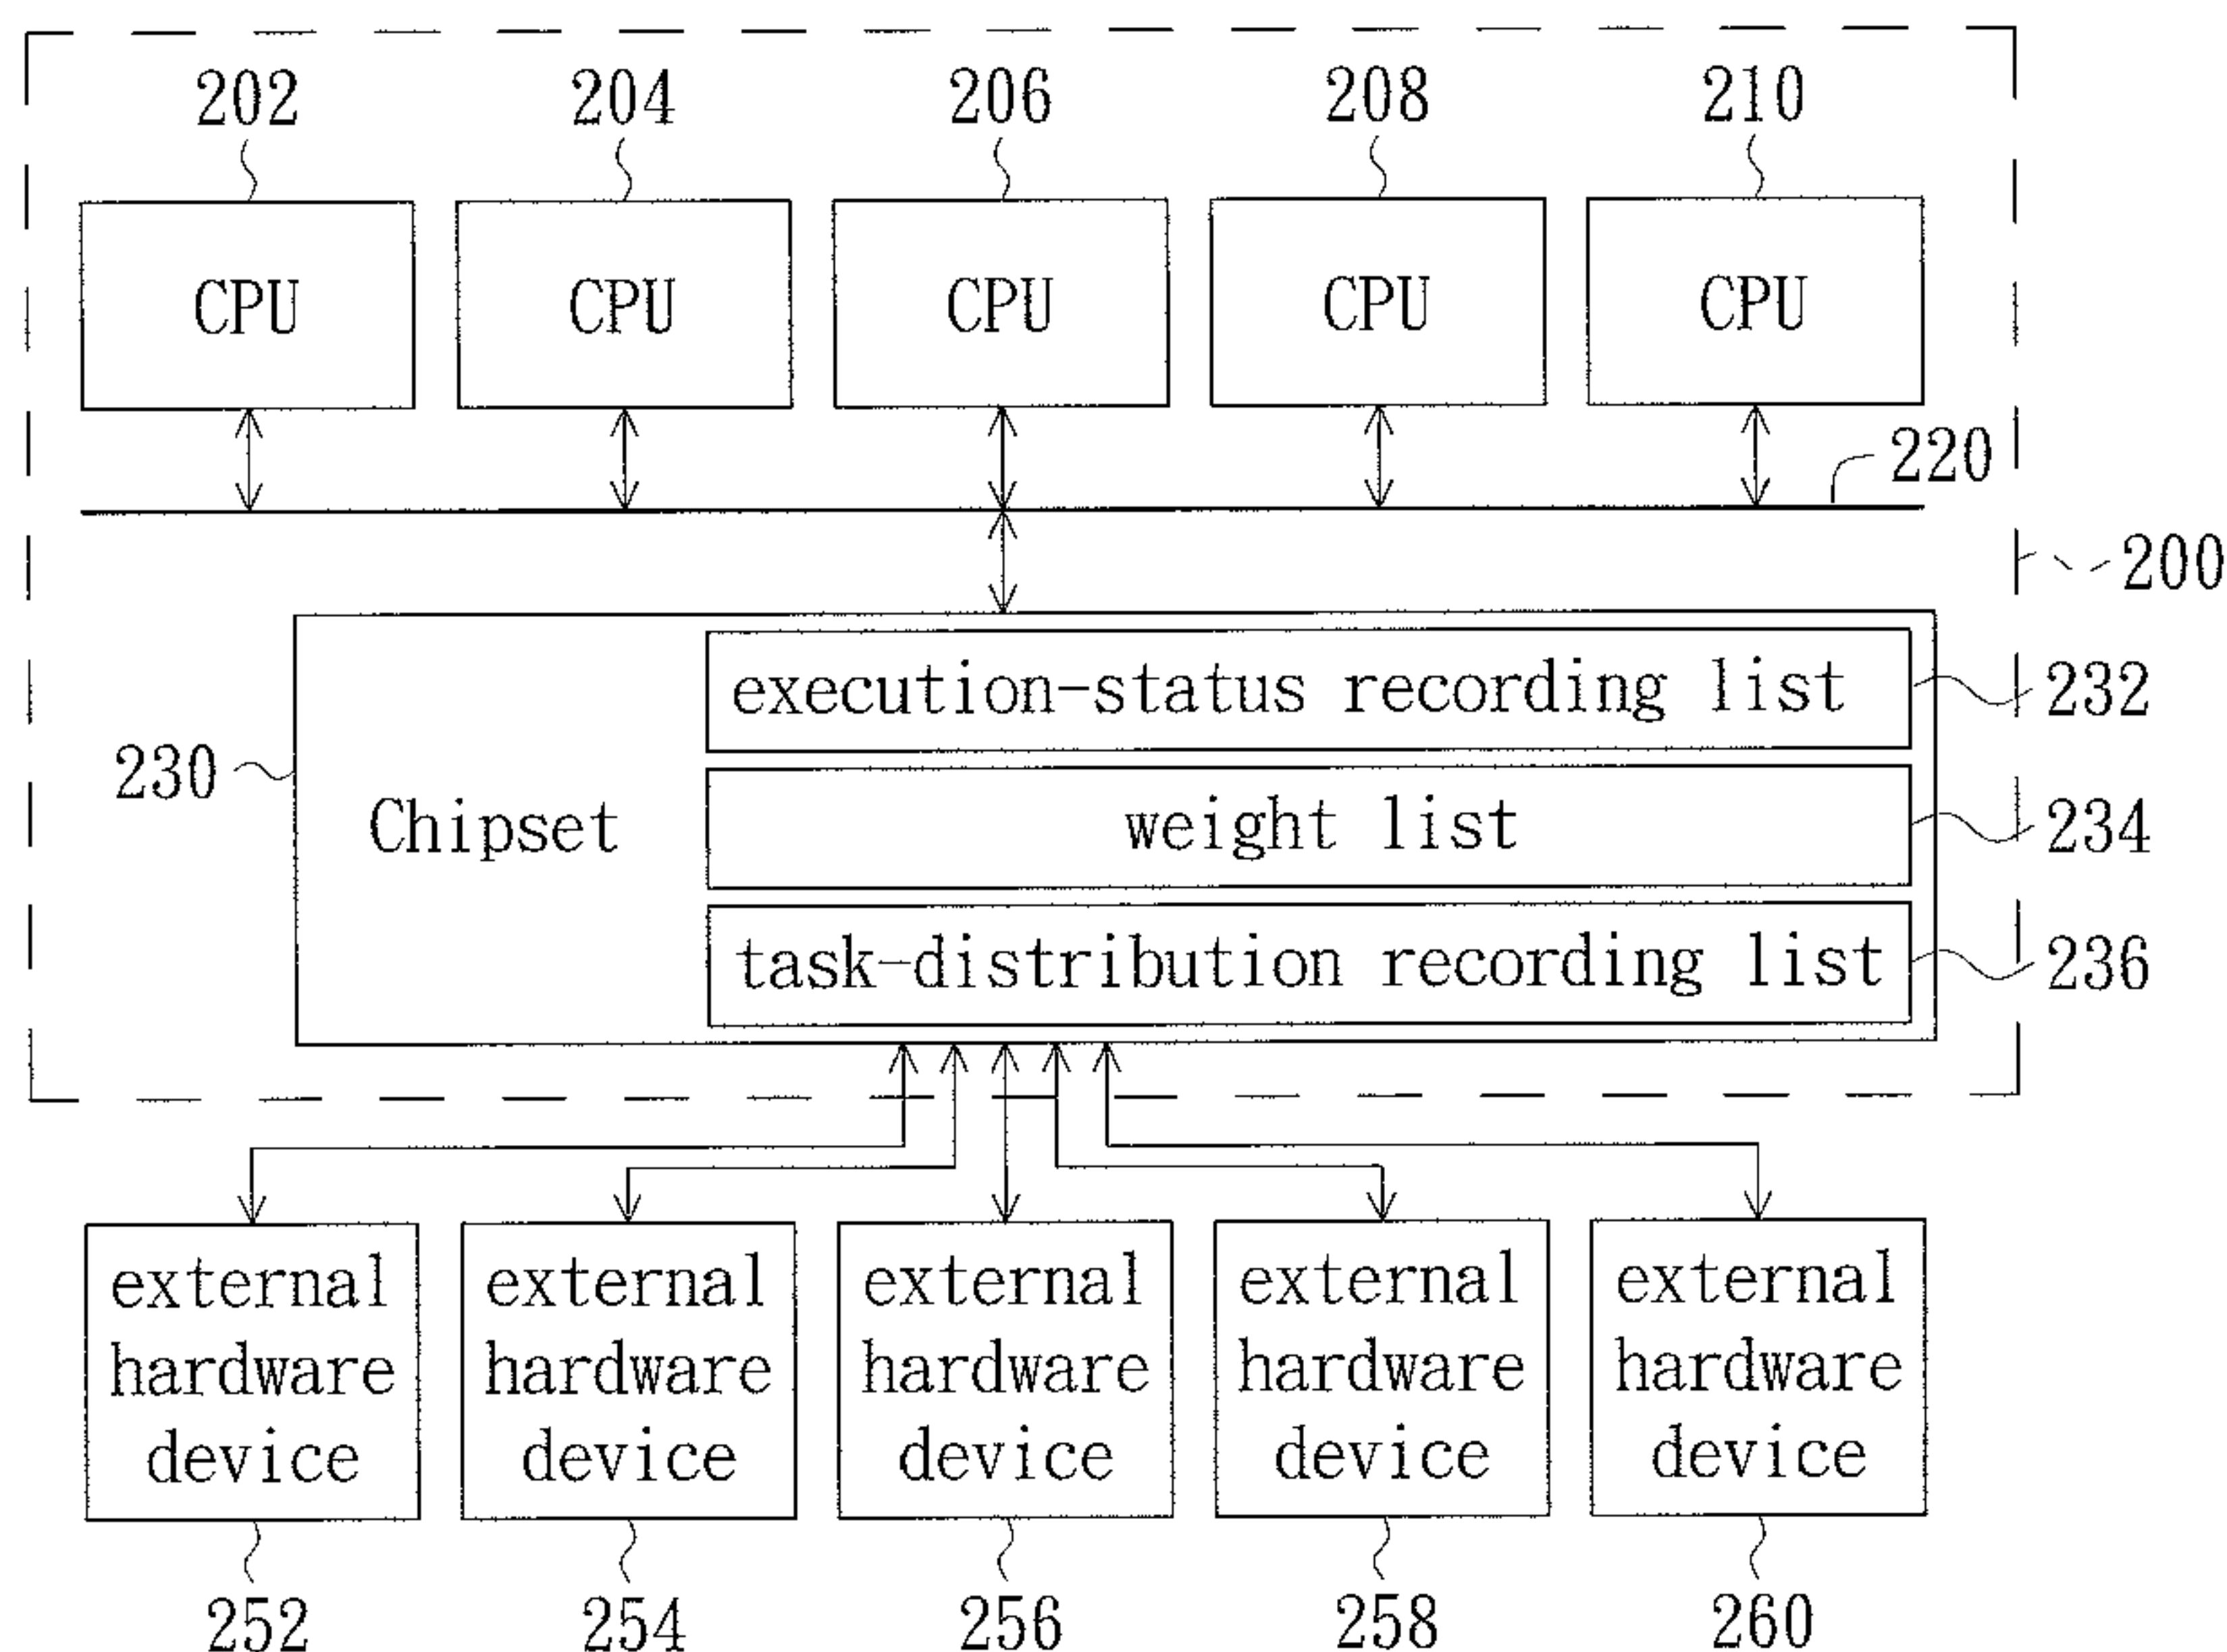 202 204 206 208 210
CPU CPU CPU CPU CPU
220
200
execution-status recording list 232
230
Chipset
weight list 234
task-distribution recording list 236
external external external external external
hardware hardware hardware hardware hardware
device device device device device
252 254 256 258 260